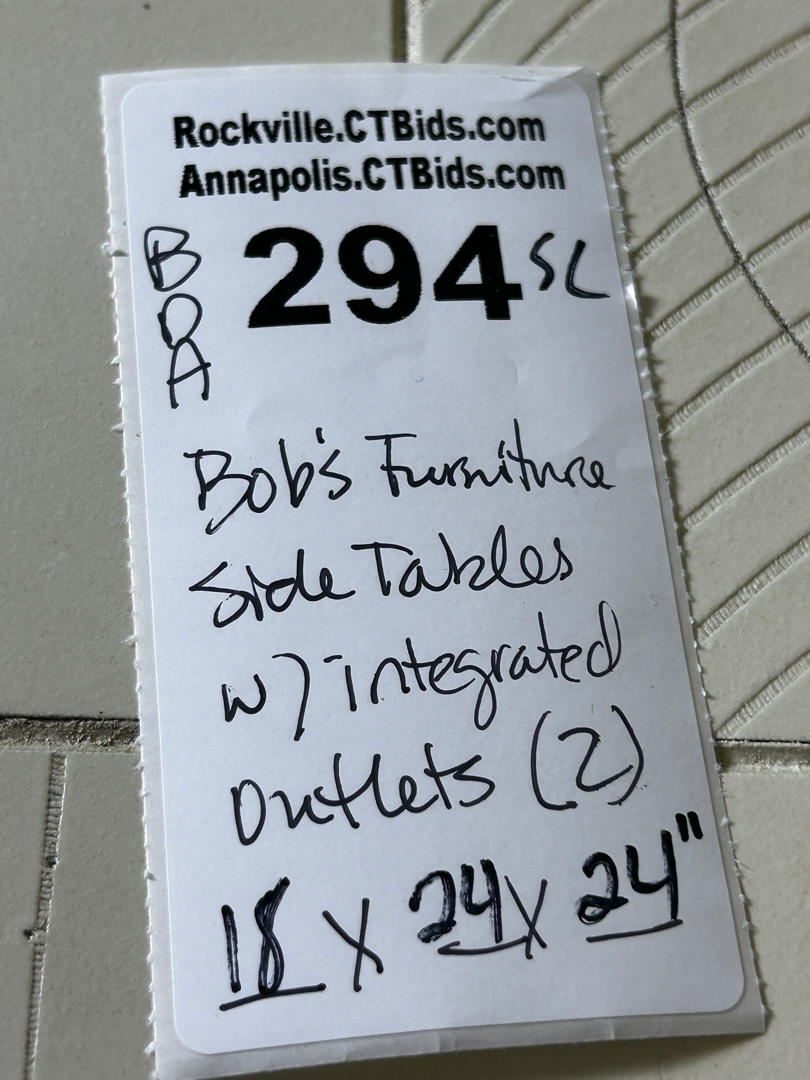 Rockville.CTBids.com
Annapolis.CTBids.com
B
D
A
294 SL
Bob's Furniture
Side Tables
w/ integrated
Outlets (2)
18 X 24 X 24"